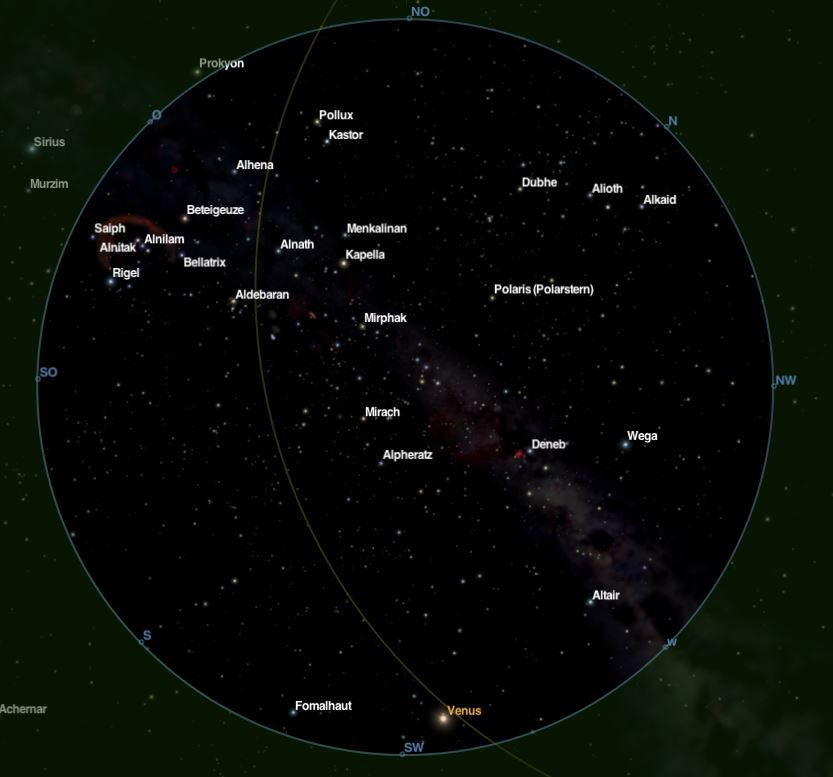 NO
Prokyon
O
Pollux
N
Kastor
Sirius
Alhena
Murzim
Dubhe
Alioth
Alkaid
Beteigeuze
Saiph
Menkalinan
Alnilam
Alnitak
Alnath
Kapella
Bellatrix
Rigel
Polaris (Polarstern)
Aldebaran
Mirphak
SO
NW
Mirach
Wega
Deneb
Alpheratz
Altair
S
w
Fomalhaut
Achernar
Venus
SW